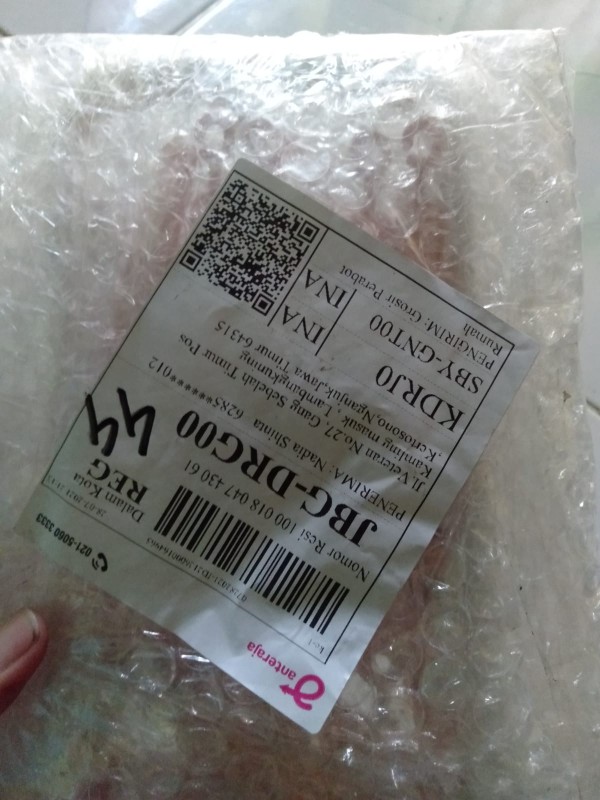 anteraja
021-5060 3333
Nomor Resi 100 018 047 430 61
Dalam Kota
REG
JBG-DRG00
44
PENERIMA: Nadia Shinta 6285*******012
Jl.Veteran No.27, Gang Sebelah Timur Pos
Kamling masuk , Lambangkuning
,Kertosono,Nganjuk,Jawa Timur 64315
KDRJ0
INA
SBY-GNT00
INA
PENGIRIM: Grosir Perabot
Rumah